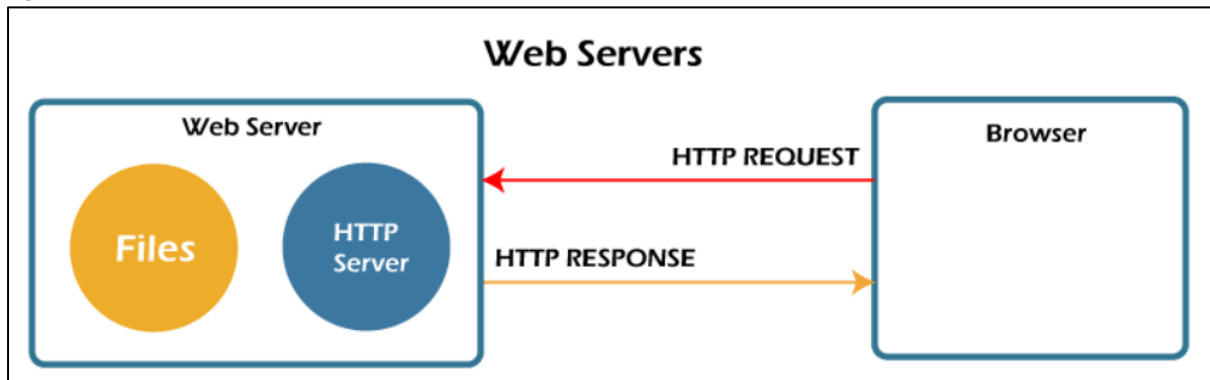 Web Servers
Web Server
Browser
HTTP REQUEST
Files
HTTP
Server
HTTP RESPONSE